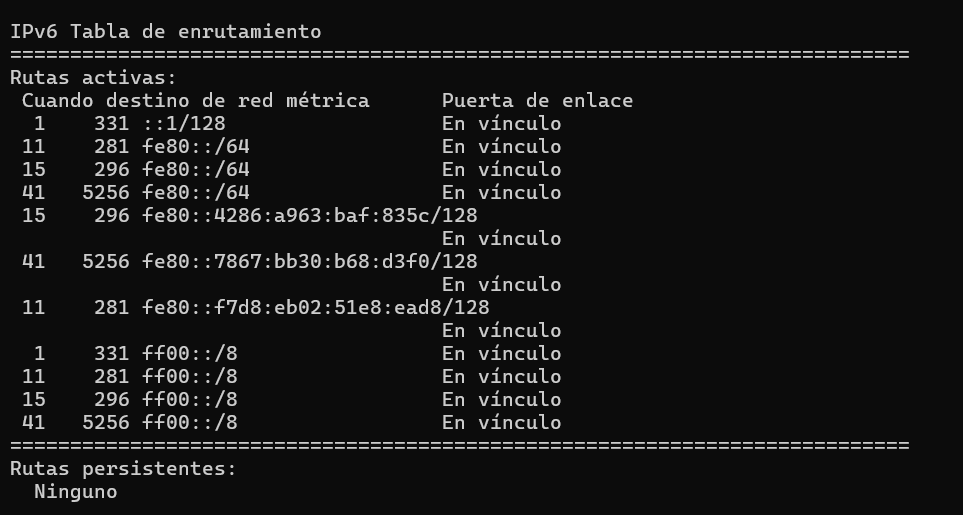 IPv6 Tabla de enrutamiento
===========================================================================
Rutas activas:
 Cuando destino de red métrica      Puerta de enlace
  1    331 ::1/128                  En vínculo
 11    281 fe80::/64                En vínculo
 15    296 fe80::/64                En vínculo
 41   5256 fe80::/64                En vínculo
 15    296 fe80::4286:a963:baf:835c/128
                                    En vínculo
 41   5256 fe80::7867:bb30:b68:d3f0/128
                                    En vínculo
 11    281 fe80::f7d8:eb02:51e8:ead8/128
                                    En vínculo
  1    331 ff00::/8                 En vínculo
 11    281 ff00::/8                 En vínculo
 15    296 ff00::/8                 En vínculo
 41   5256 ff00::/8                 En vínculo
===========================================================================
Rutas persistentes:
  Ninguno